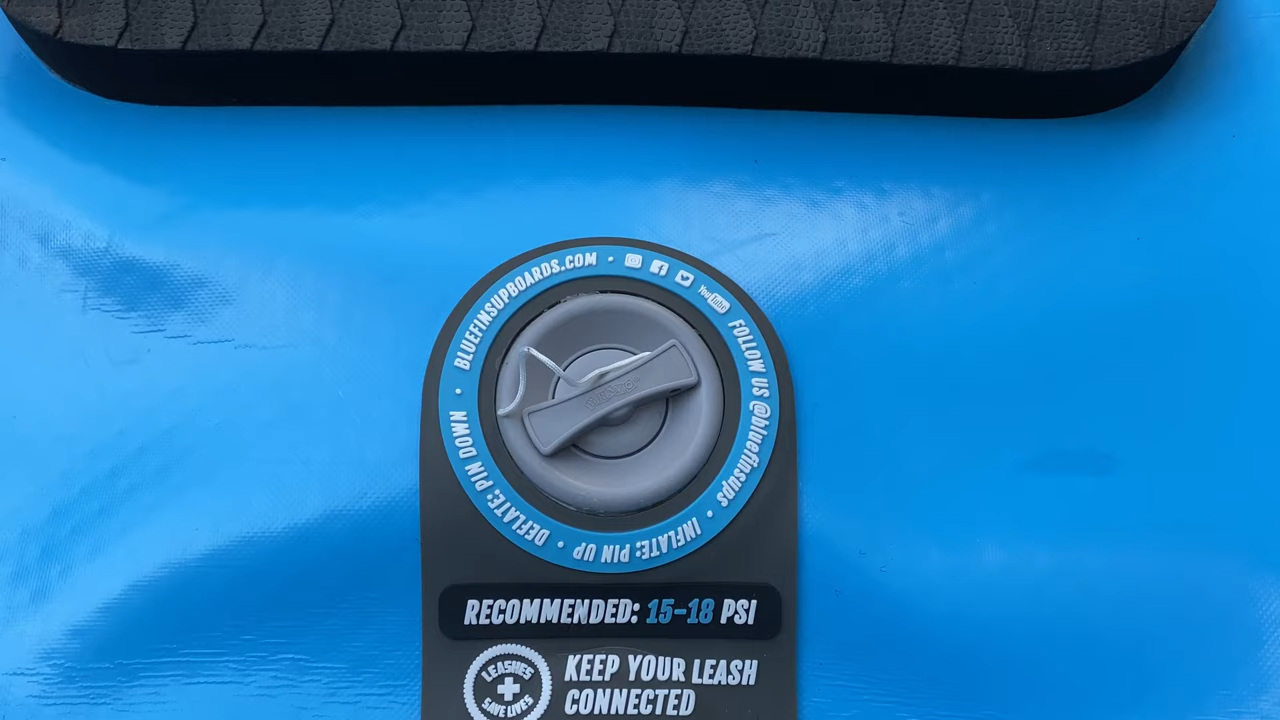 BLUEFINSUPBOARDS.COM •
YouTube
FOLLOW US @bluefinsups
• INFLATE: PIN UP
• DEFLATE: PIN DOWN •
RECOMMENDED: 15-18 PSI
LEASHES
SAVE LIVES
KEEP YOUR LEASH
CONNECTED